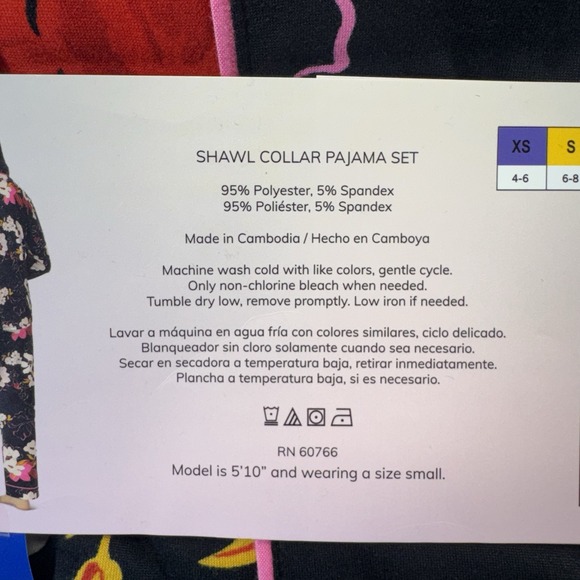 SHAWL COLLAR PAJAMA SET
95% Polyester, 5% Spandex
95% Poliéster, 5% Spandex
Made in Cambodia / Hecho en Camboya
Machine wash cold with like colors, gentle cycle.
Only non-chlorine bleach when needed.
Tumble dry low, remove promptly. Low iron if needed.
Lavar a máquina en agua fría con colores similares, ciclo delicado.
Blanqueador sin cloro solamente cuando sea necesario.
Secar en secadora a temperatura baja, retirar inmediatamente.
Plancha a temperatura baja, si es necesario.
RN 60766
Model is 5'10" and wearing a size small.
XS S
4-6 6-8